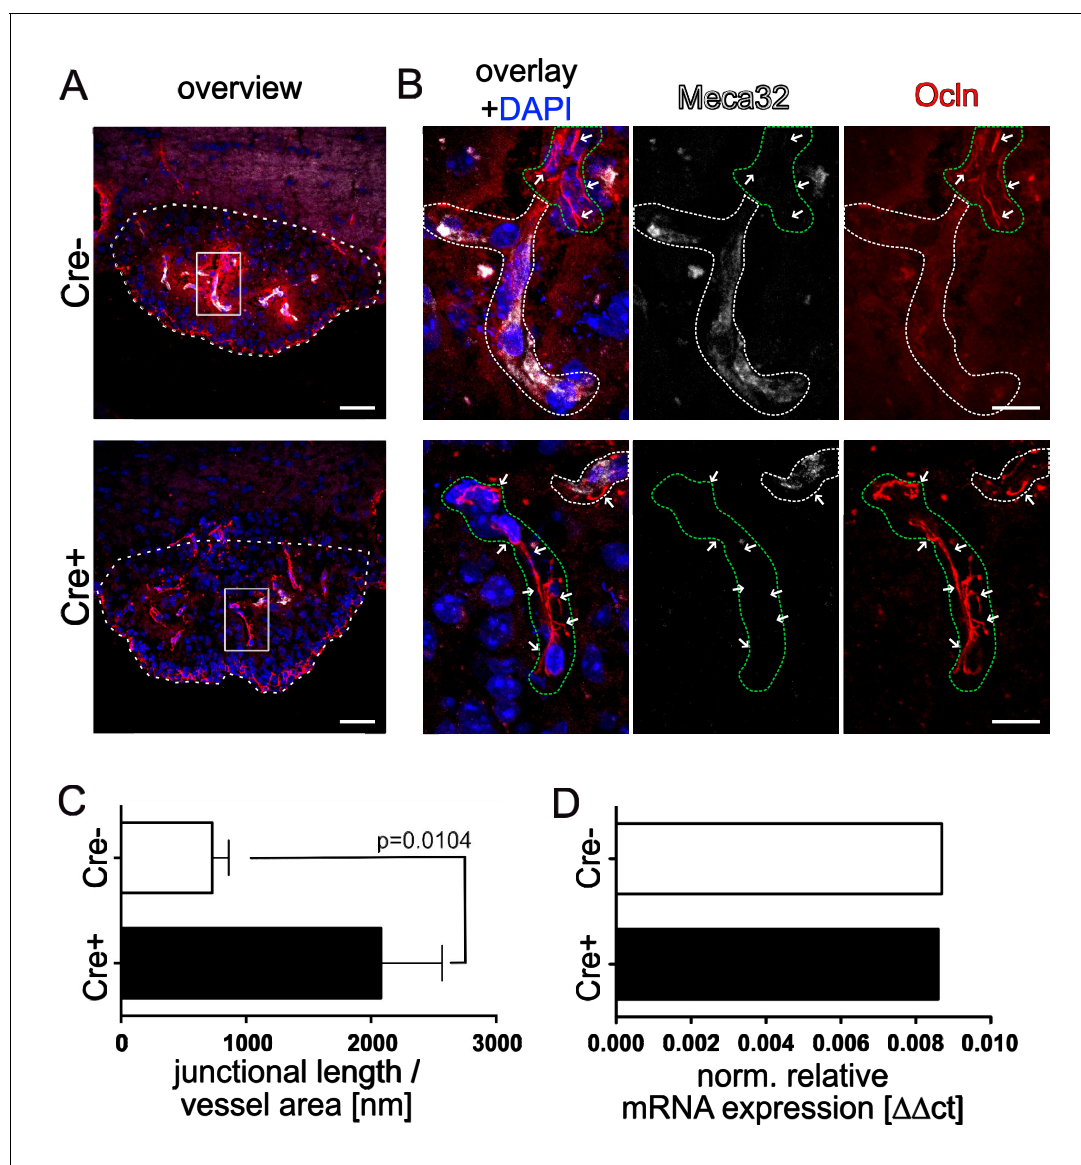 A
overview
B
overlay
+DAPI
Meca32
Ocln
Cre-
Cre+
C
Cre-
Cre+
p=0.0104
0
1000
2000
3000
junctional length /
vessel area [nm]
D
Cre-
Cre+
0.000
0.002
0.004
0.006
0.008
0.010
norm. relative
mRNA expression [ΔΔct]